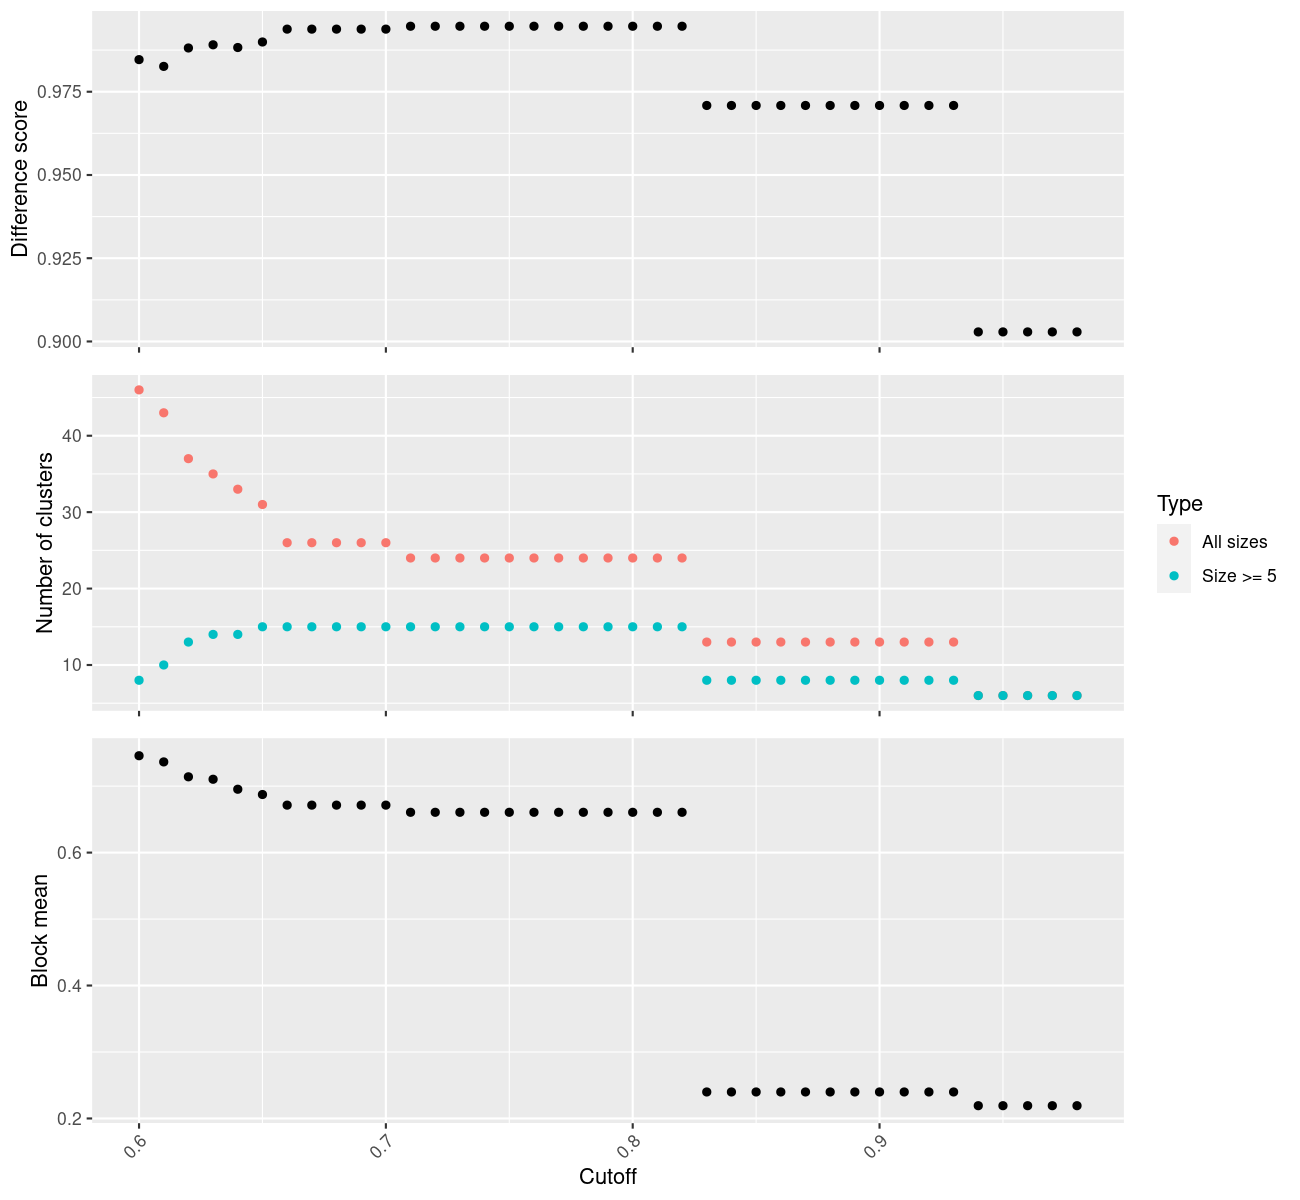 Difference score
0.975
0.950
0.925
0.900
Number of clusters
40
30
20
10
Type
All sizes
Size >= 5
Block mean
0.6
0.4
0.2
0.6
0.7
0.8
0.9
Cutoff